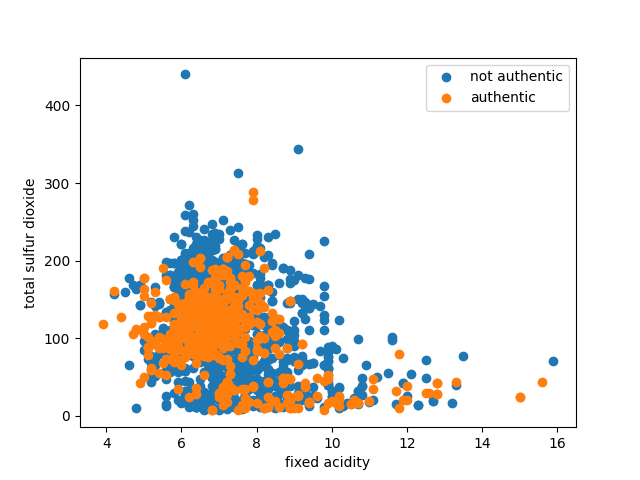 not authentic
authentic
400
300
200
100
0
total sulfur dioxide
4 6 8 10 12 14 16
fixed acidity